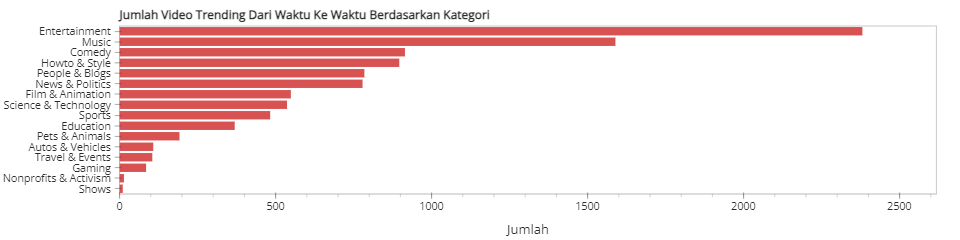 Jumlah Video Trending Dari Waktu Ke Waktu Berdasarkan Kategori
Entertainment
Music
Comedy
Howto & Style
People & Blogs
News & Politics
Film & Animation
Science & Technology
Sports
Education
Pets & Animals
Autos & Vehicles
Travel & Events
Gaming
Nonprofits & Activism
Shows
0 500 1000 1500 2000 2500
Jumlah